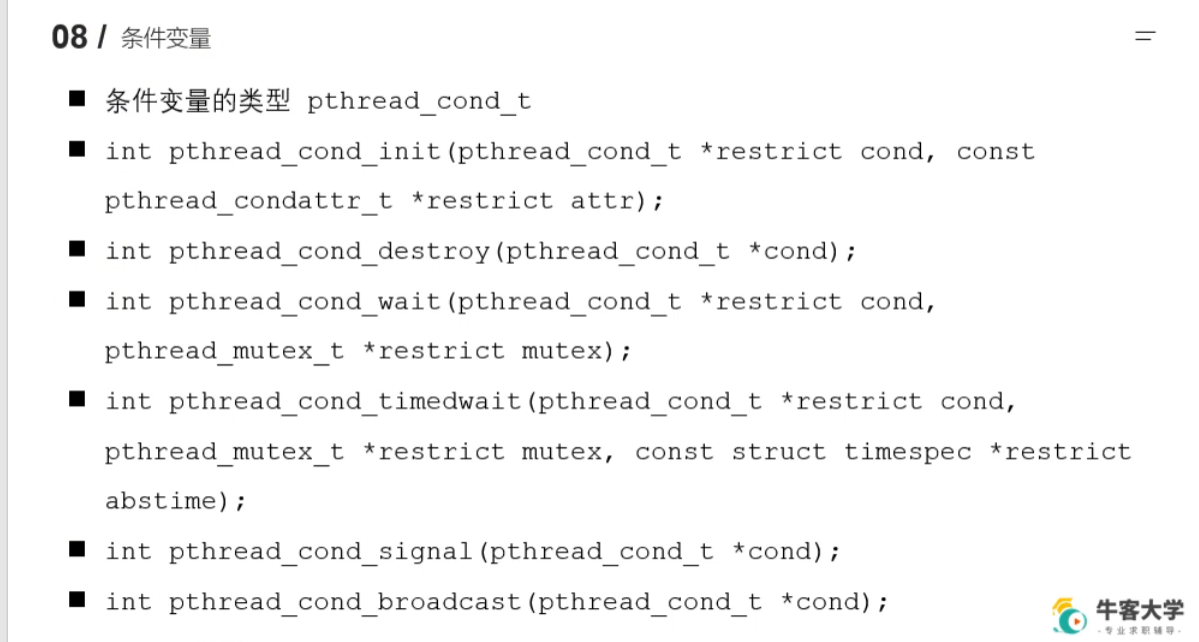 08 / 条件变量
■ 条件变量的类型 pthread_cond_t
■ int pthread_cond_init(pthread_cond_t *restrict cond, const
pthread_condattr_t *restrict attr);
■ int pthread_cond_destroy(pthread_cond_t *cond);
■ int pthread_cond_wait(pthread_cond_t *restrict cond,
pthread_mutex_t *restrict mutex);
■ int pthread_cond_timedwait(pthread_cond_t *restrict cond,
pthread_mutex_t *restrict mutex, const struct timespec *restrict
abstime);
■ int pthread_cond_signal(pthread_cond_t *cond);
■ int pthread_cond_broadcast(pthread_cond_t *cond);
牛客大学
·专业求职辅导·